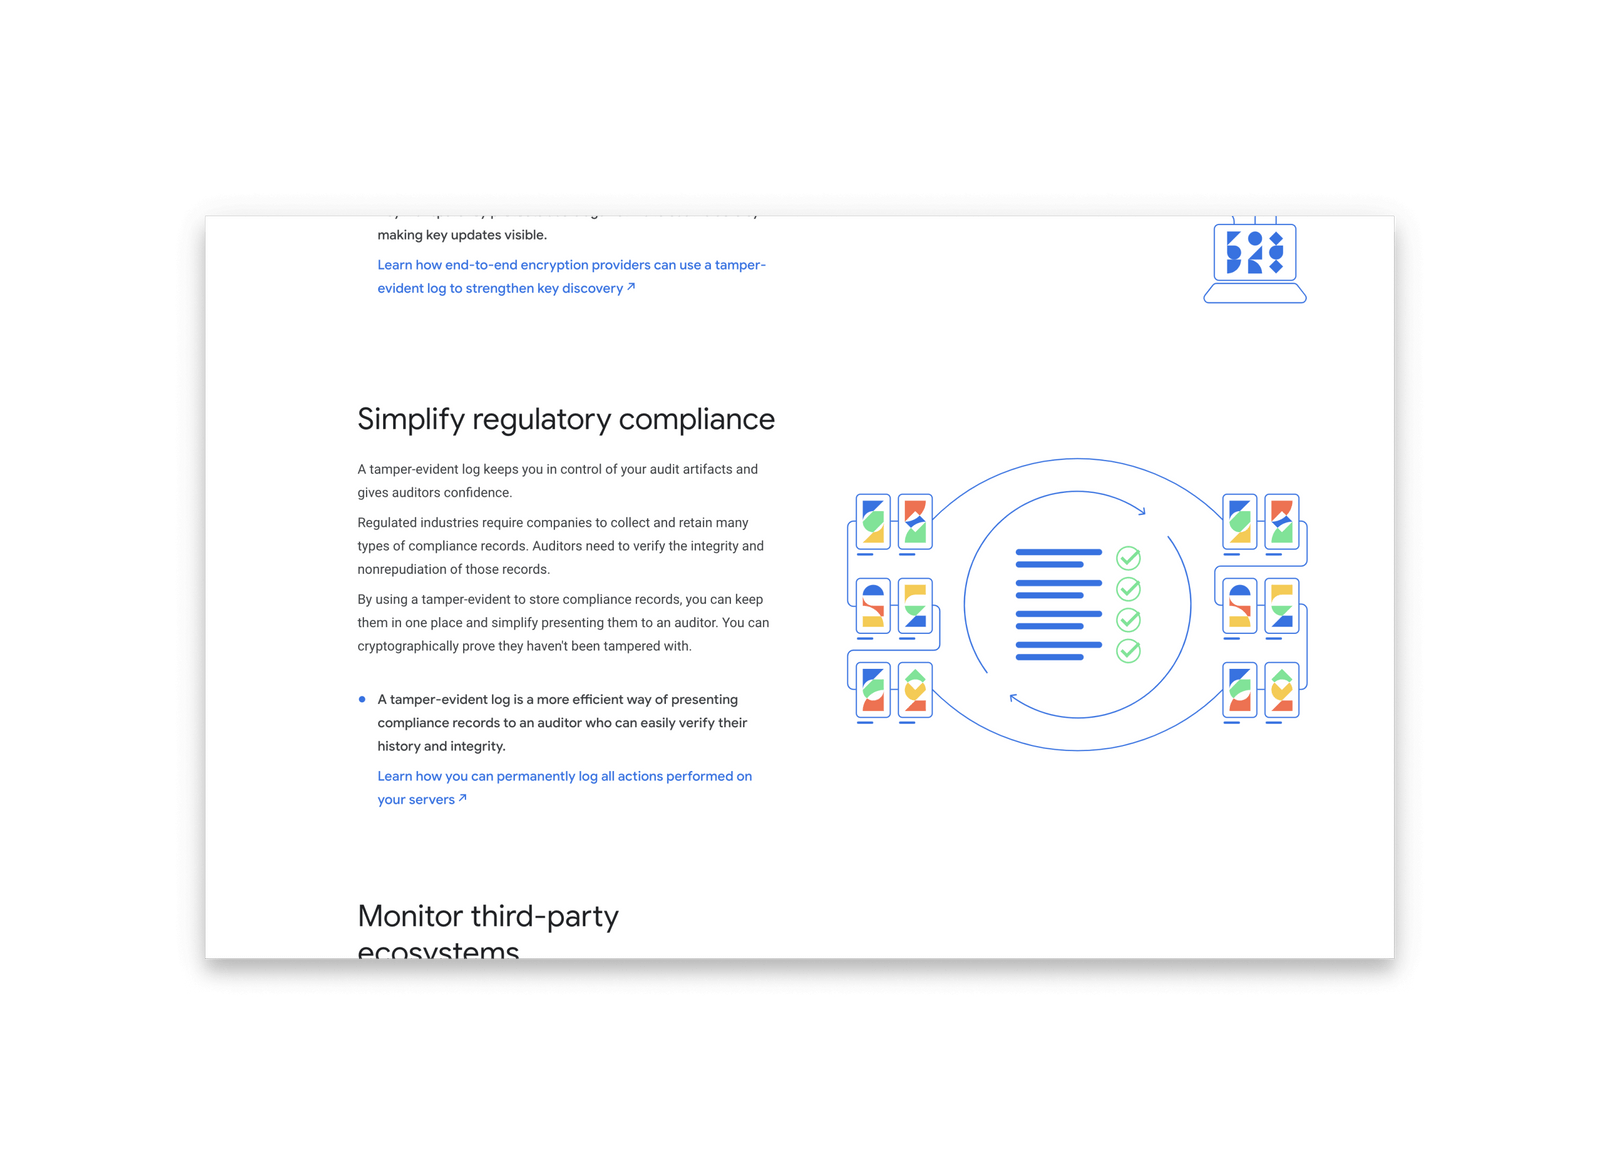 making key updates visible.
Learn how end-to-end encryption providers can use a tamper-
evident log to strengthen key discovery ↗
Simplify regulatory compliance
A tamper-evident log keeps you in control of your audit artifacts and
gives auditors confidence.
Regulated industries require companies to collect and retain many
types of compliance records. Auditors need to verify the integrity and
nonrepudiation of those records.
By using a tamper-evident to store compliance records, you can keep
them in one place and simplify presenting them to an auditor. You can
cryptographically prove they haven't been tampered with.
• A tamper-evident log is a more efficient way of presenting
compliance records to an auditor who can easily verify their
history and integrity.
Learn how you can permanently log all actions performed on
your servers ↗
Monitor third-party
ecosystems